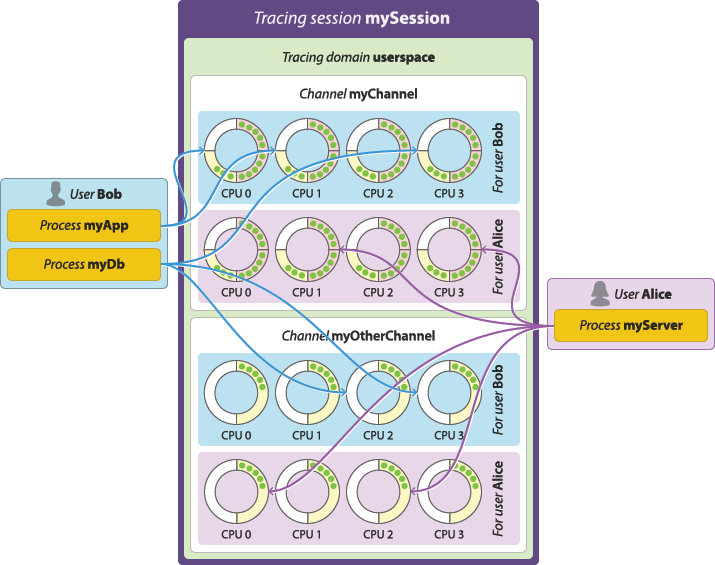 Tracing session mySession
Tracing domain userspace
Channel myChannel
CPU 0 CPU 1 CPU 2 CPU 3
For user Bob
CPU 0 CPU 1 CPU 2 CPU 3
For user Alice
User Bob
Process myApp
Process myDb
User Alice
Process myServer
Channel myOtherChannel
CPU 0 CPU 1 CPU 2 CPU 3
For user Bob
CPU 0 CPU 1 CPU 2 CPU 3
For user Alice